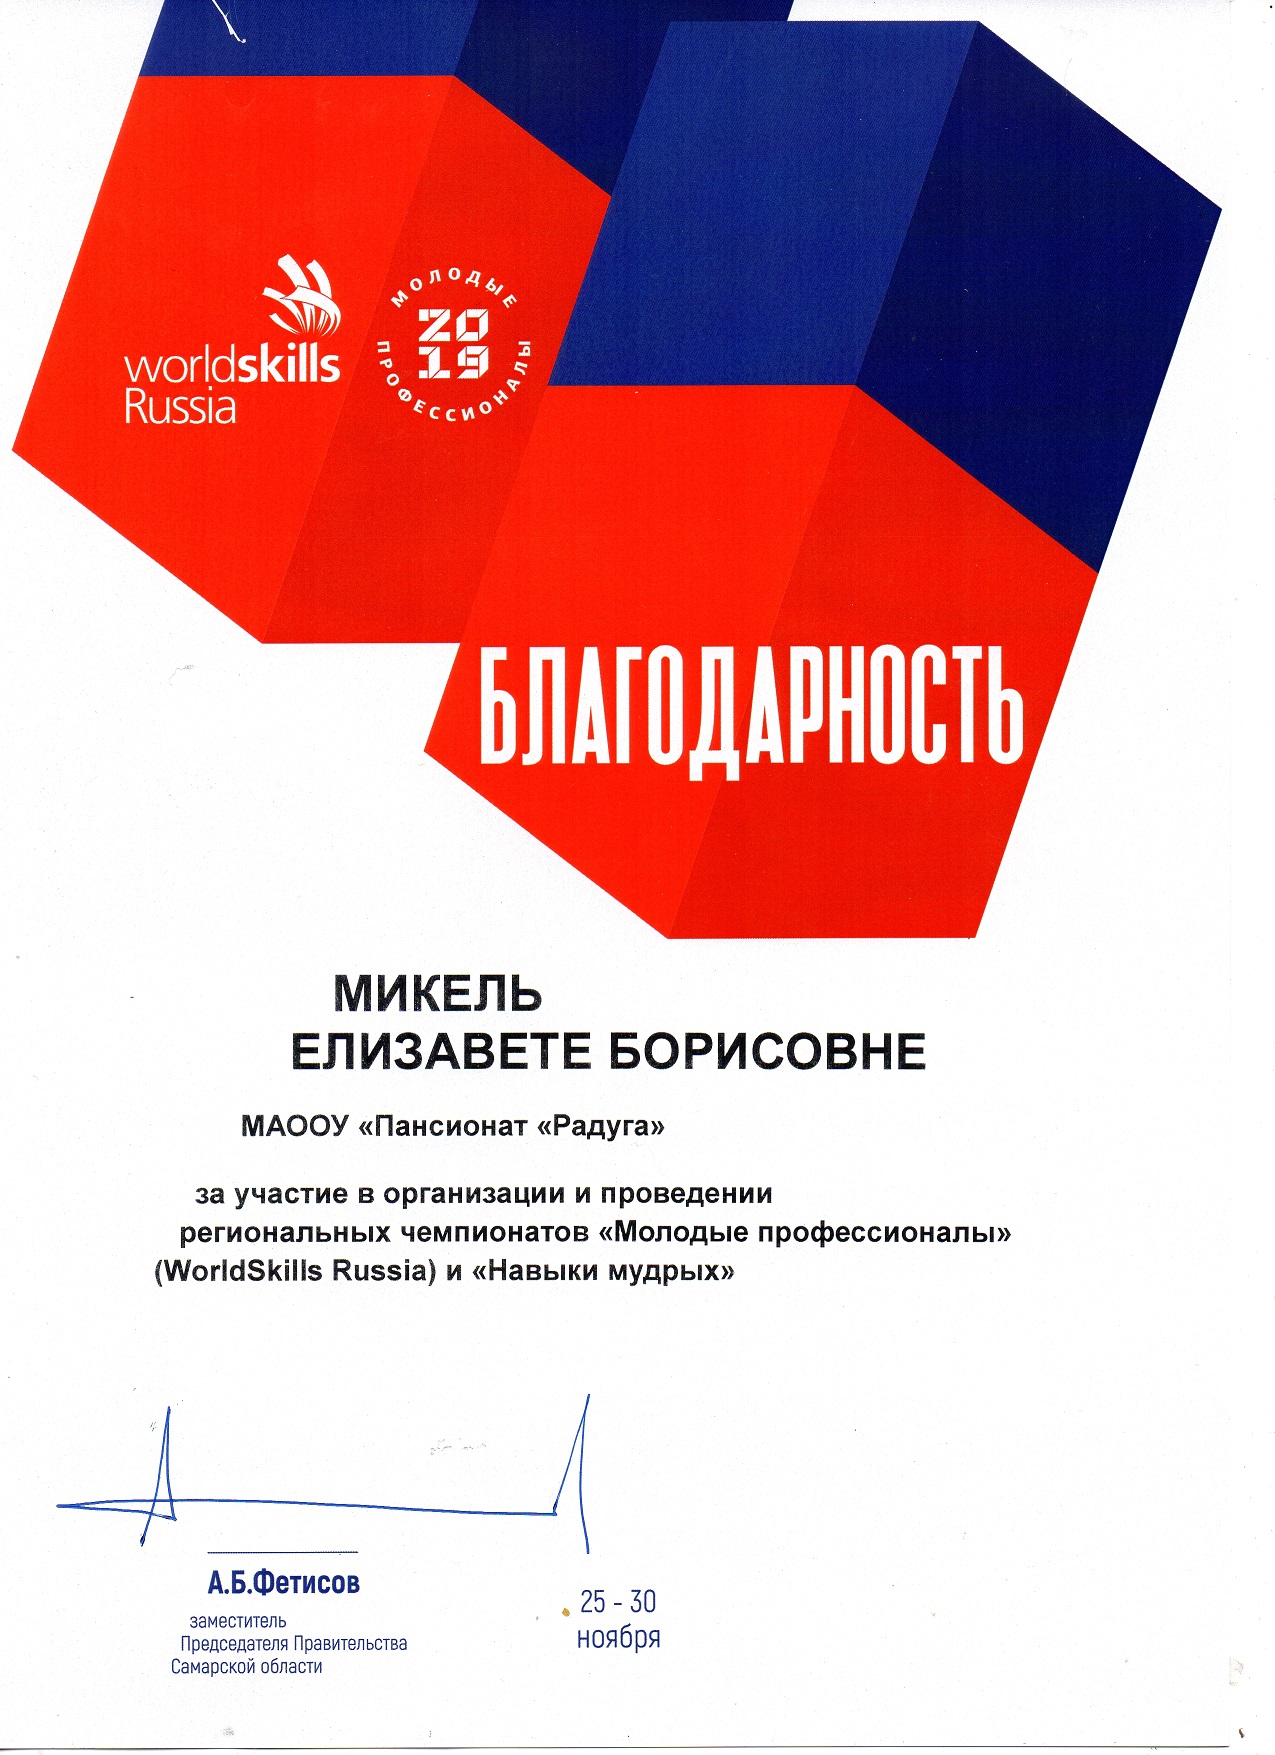 worldskills
Russia
МОЛОДЫЕ
ПРОФЕССИОНАЛЫ
20
19
БЛАГОДАРНОСТЬ
МИКЕЛЬ
ЕЛИЗАВЕТЕ БОРИСОВНЕ
МАООУ «Пансионат «Радуга»
за участие в организации и проведении
региональных чемпионатов «Молодые профессионалы»
(WorldSkills Russia) и «Навыки мудрых»
А.Б.Фетисов
заместитель
Председателя Правительства
Самарской области
25 - 30
ноября